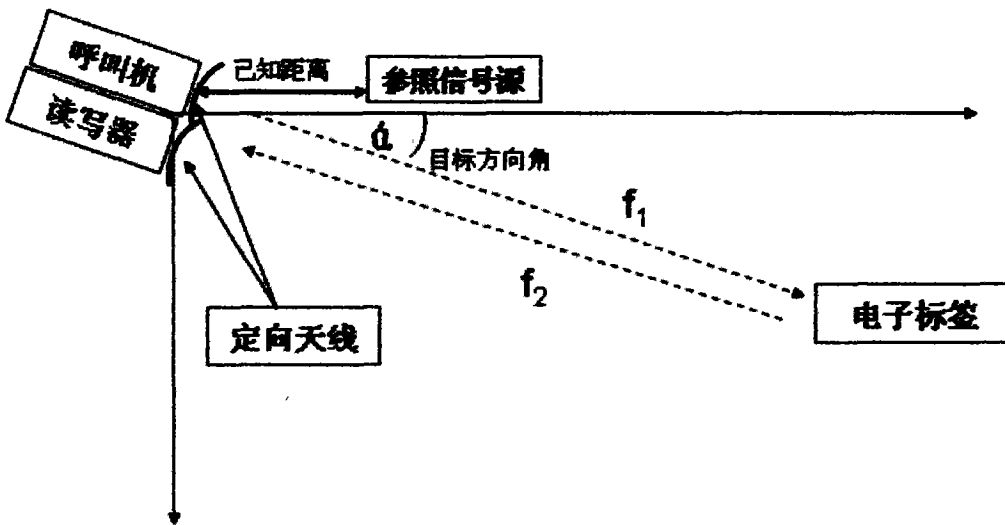 呼叫机
读写器
己知距离
参照信号源
ά
目标方向角
f₁
f₂
定向天线
电子标签